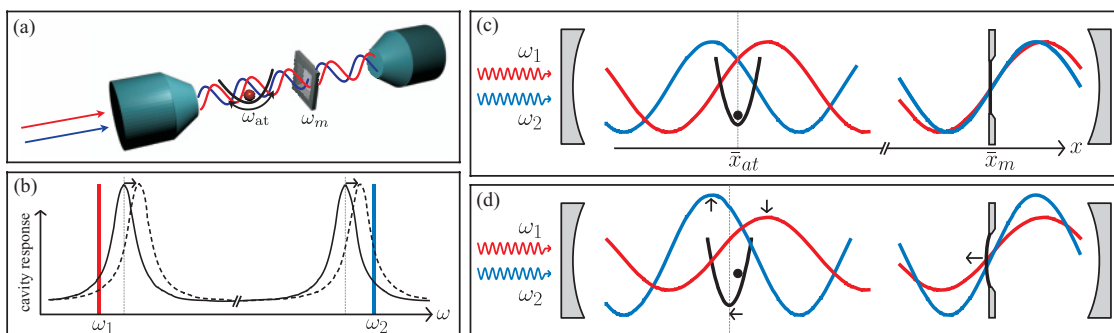 (a)
ω_at
ω_m
(b)
cavity response
ω_1
ω_2
ω
(c)
ω_1
ω_2
x̄_at
x̄_m
x
(d)
ω_1
ω_2